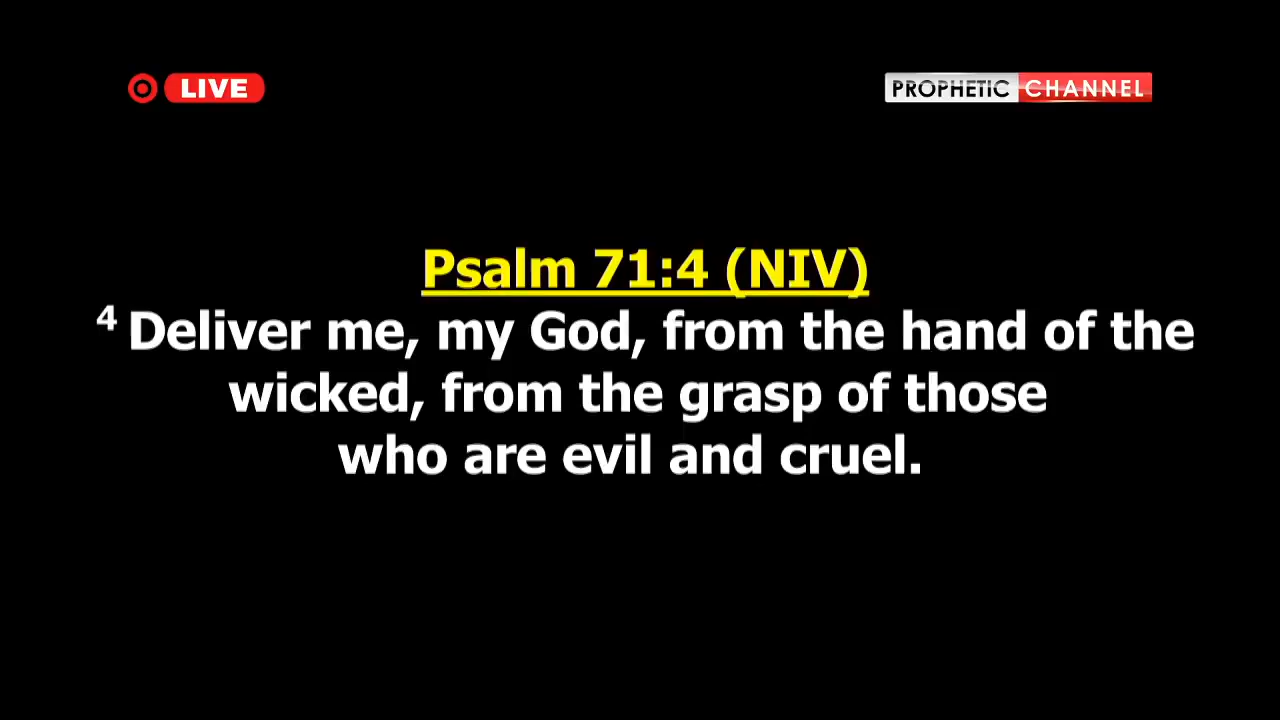 LIVE
PROPHETIC CHANNEL
Psalm 71:4 (NIV)
⁴ Deliver me, my God, from the hand of the
wicked, from the grasp of those
who are evil and cruel.